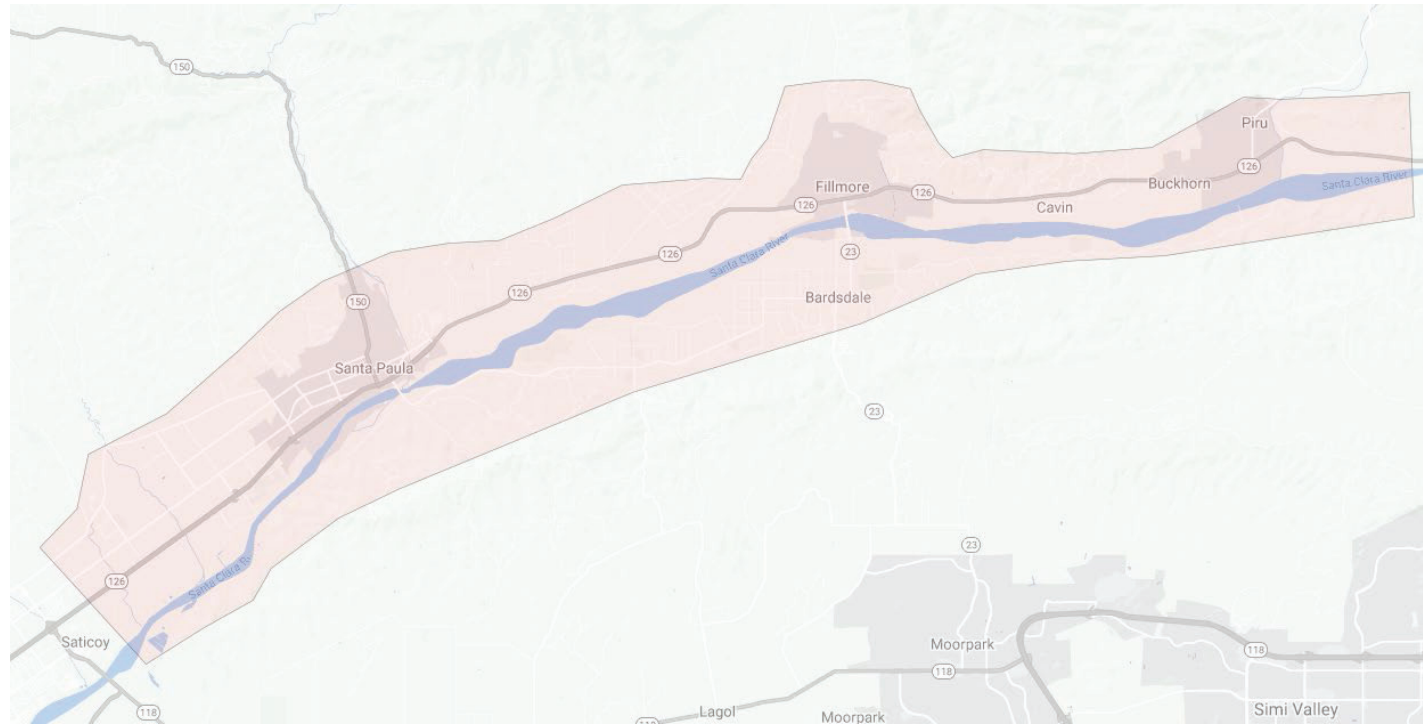 150
Piru
126
Santa Clara River
Buckhorn
Fillmore
126
126
Cavin
23
Santa Clara River
126
Bardsdale
126
150
Santa Paula
23
23
126
Santa Clara Ri
Saticoy
118
Moorpark
118
118
Lagol
Moorpark
Simi Valley